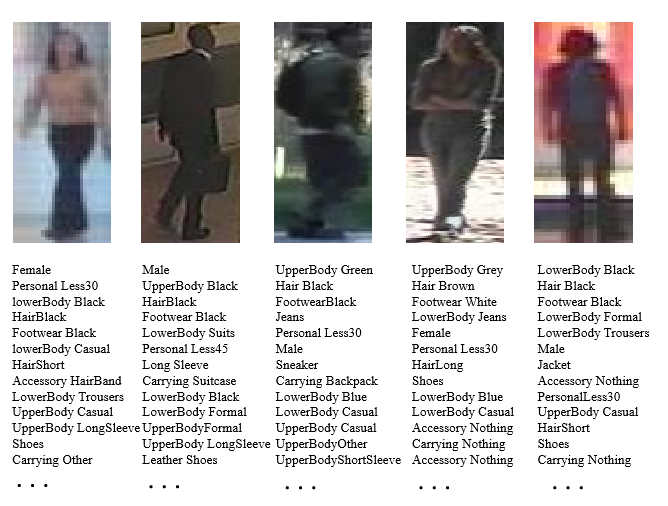 Female
Personal Less30
lowerBody Black
HairBlack
Footwear Black
lowerBody Casual
HairShort
Accessory HairBand
LowerBody Trousers
UpperBody Casual
UpperBody LongSleeve
Shoes
Carrying Other
. . .
Male
UpperBody Black
HairBlack
Footwear Black
LowerBody Suits
Personal Less45
Long Sleeve
Carrying Suitcase
LowerBody Black
LowerBody Formal
UpperBodyFormal
UpperBody LongSleeve
Leather Shoes
. . .
UpperBody Green
Hair Black
FootwearBlack
Jeans
Personal Less30
Male
Sneaker
Carrying Backpack
LowerBody Blue
LowerBody Casual
UpperBody Casual
UpperBodyOther
UpperBodyShortSleeve
. . .
UpperBody Grey
Hair Brown
Footwear White
LowerBody Jeans
Female
Personal Less30
HairLong
Shoes
LowerBody Blue
LowerBody Casual
Accessory Nothing
Carrying Nothing
Accessory Nothing
. . .
LowerBody Black
Hair Black
Footwear Black
LowerBody Formal
LowerBody Trousers
Male
Jacket
Accessory Nothing
PersonalLess30
UpperBody Casual
HairShort
Shoes
Carrying Nothing
. . .